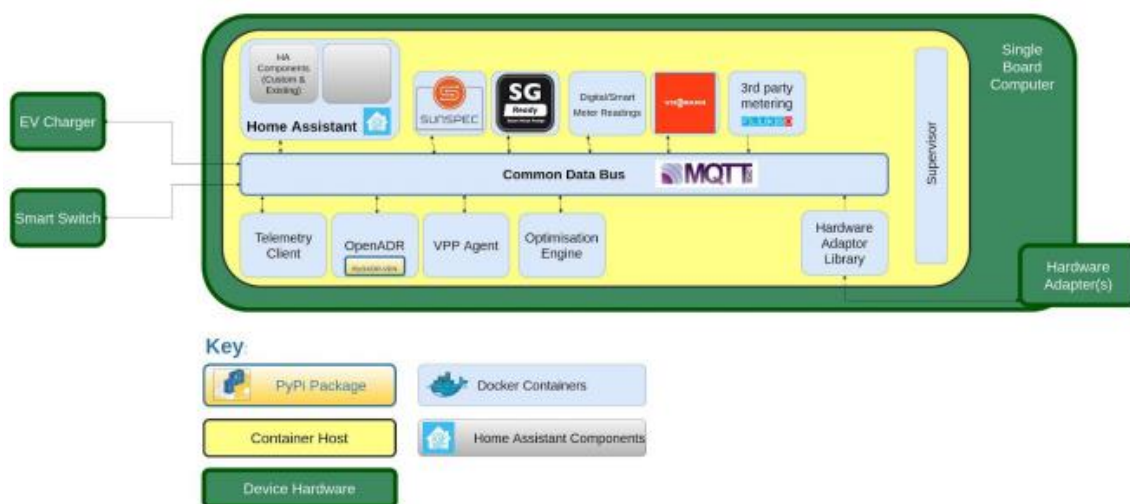 HA
Components
(Custom &
Existing)
Home Assistant
SUNSPEC
SG
Ready
Digital/Smart
Meter Readings
VIESMANN
3rd party
metering
FLUKSO
Supervisor
Single
Board
Computer
EV Charger
Smart Switch
Common Data Bus
MQTT
Telemetry
Client
OpenADR
VPP Agent
Optimisation
Engine
Hardware
Adaptor
Library
Hardware
Adapter(s)
Key:
PyPi Package
Docker Containers
Container Host
Home Assistant Components
Device Hardware